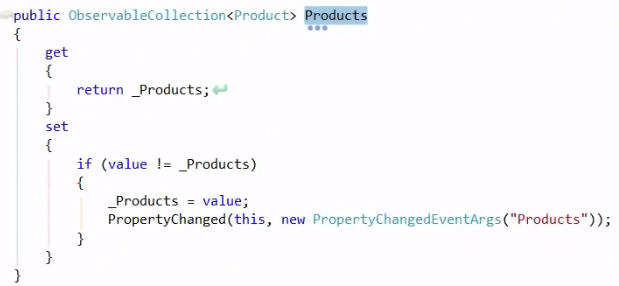 public ObservableCollection<Product> Products
{
    get
    {
        return _Products;
    }
    set
    {
        if (value != _Products)
        {
            _Products = value;
            PropertyChanged(this, new PropertyChangedEventArgs("Products"));
        }
    }
}